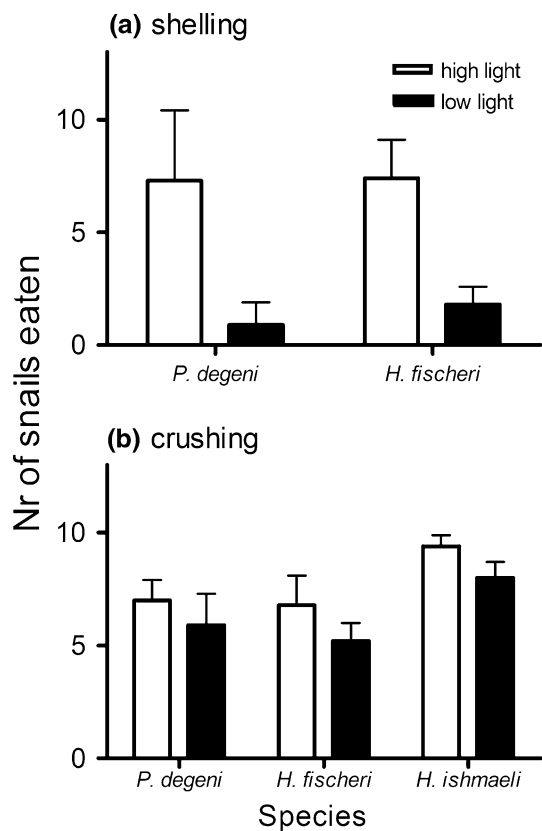 (a) shelling
high light
low light
10
5
0
P. degeni H. fischeri
Nr of snails eaten
(b) crushing
10
5
0
P. degeni H. fischeri H. ishmaeli
Species